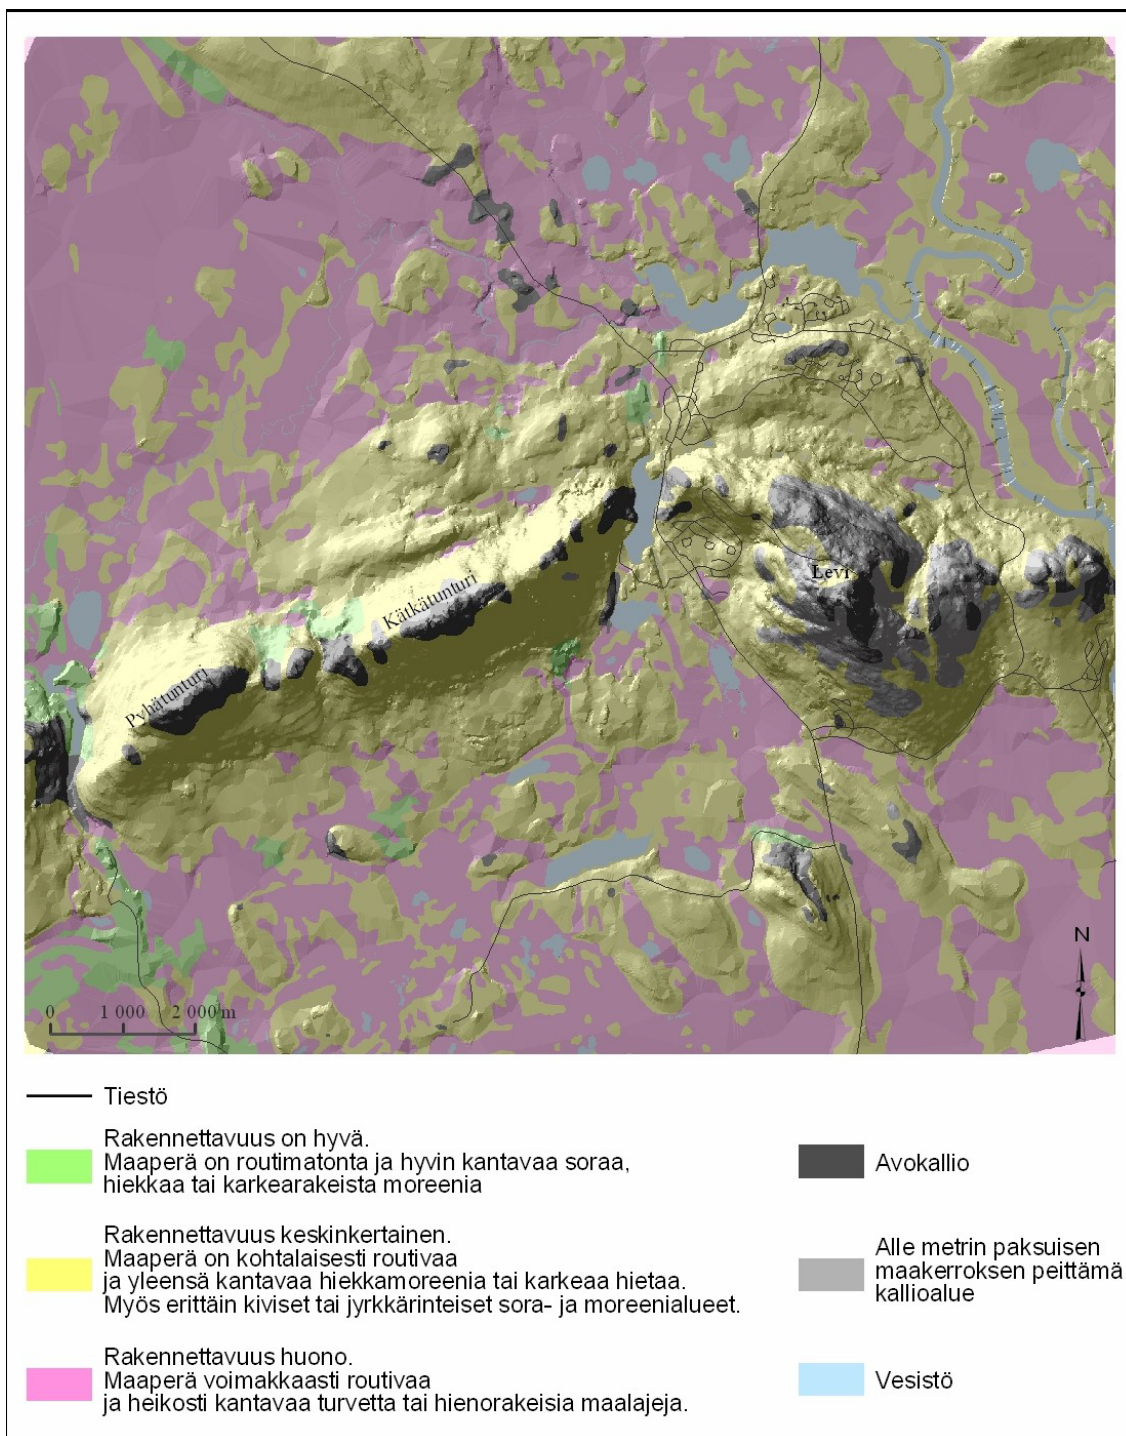 Levi
Kätkätunturi
Pyhätunturi
N
0 1 000 2 000 m
Tiestö
Rakennettavuus on hyvä.
Maaperä on routimatonta ja hyvin kantavaa soraa,
hiekkaa tai karkearakeista moreenia
Rakennettavuus keskinkertainen.
Maaperä on kohtalaisesti routivaa
ja yleensä kantavaa hiekkamoreenia tai karkeaa hietaa.
Myös erittäin kiviset tai jyrkkärinteiset sora- ja moreenialueet.
Rakennettavuus huono.
Maaperä voimakkaasti routivaa
ja heikosti kantavaa turvetta tai hienorakeisia maalajeja.
Avokallio
Alle metrin paksuisen
maakerroksen peittämä
kallioalue
Vesistö